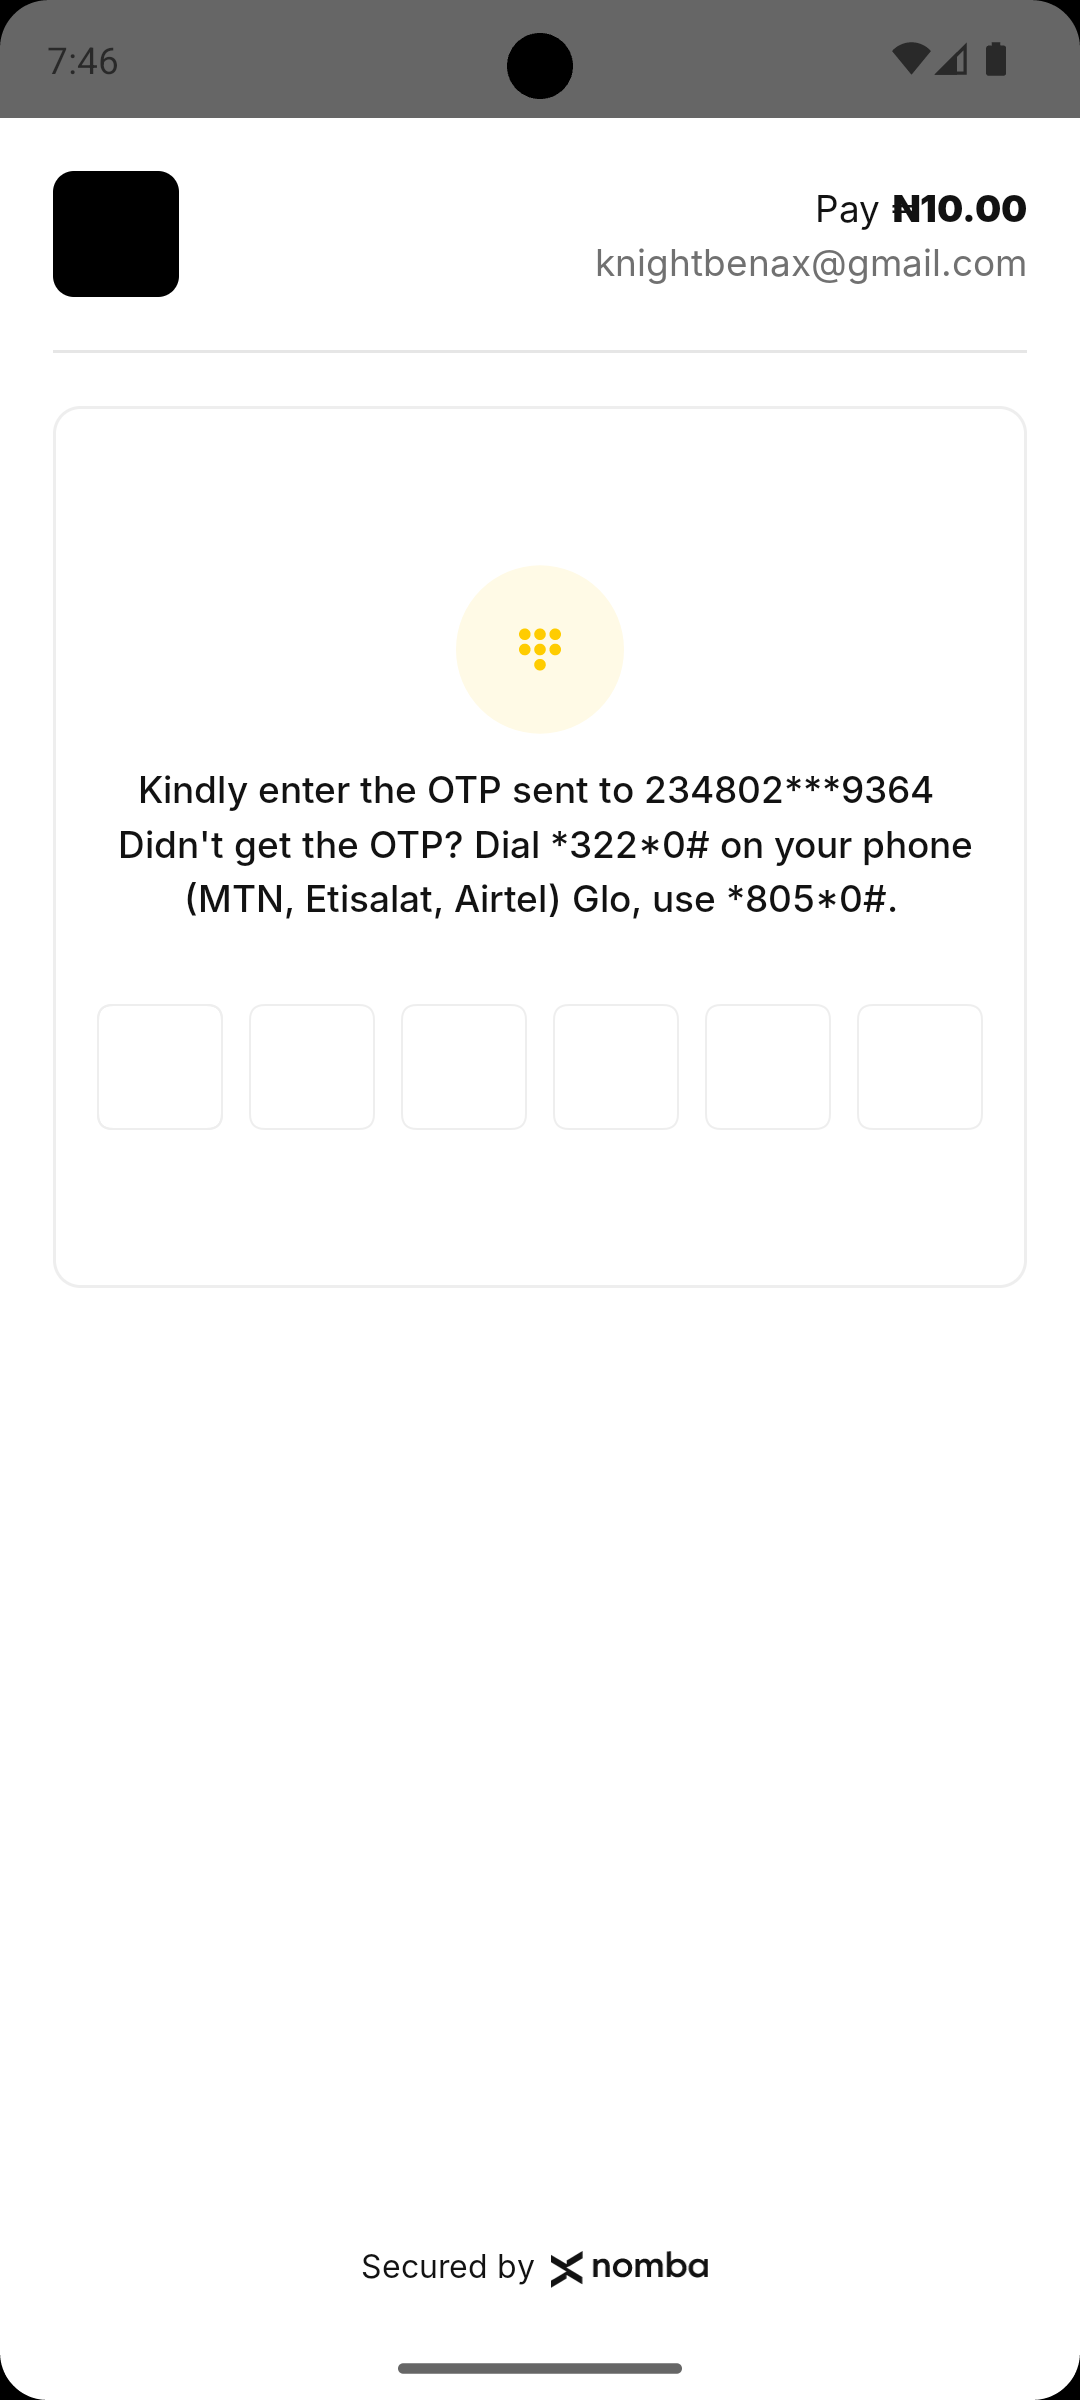 7:46
Pay ₦10.00
knightbenax@gmail.com
Kindly enter the OTP sent to 234802***9364
Didn't get the OTP? Dial *322*0# on your phone
(MTN, Etisalat, Airtel) Glo, use *805*0#.
Secured by nomba